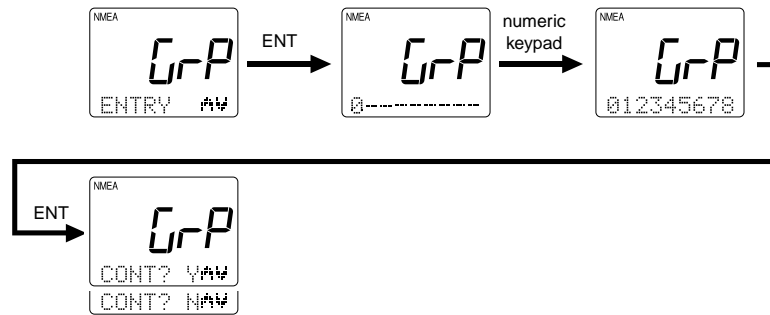 NMEA
GrP
ENTRY
ENT
NMEA
GrP
0--------
numeric
keypad
NMEA
GrP
012345678
ENT
NMEA
GrP
CONT? Y
CONT? N